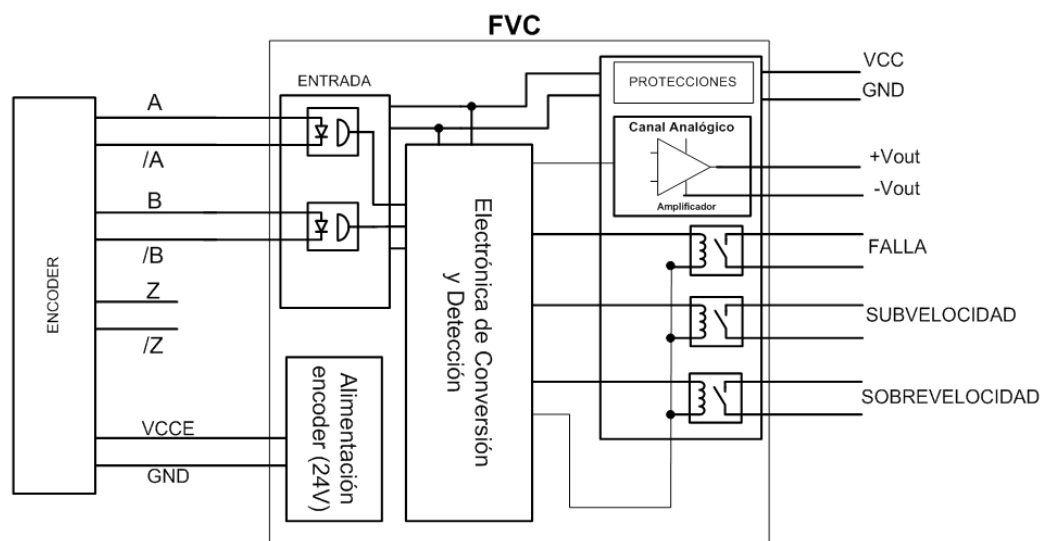 FVC
ENTRADA
PROTECCIONES
VCC
GND
A
/A
B
/B
Z
/Z
ENCODER
VCCE
GND
Alimentación
encoder (24V)
Electrónica de Conversión
y Detección
Canal Analógico
Amplificador
+Vout
-Vout
FALLA
SUBVELOCIDAD
SOBREVELOCIDAD